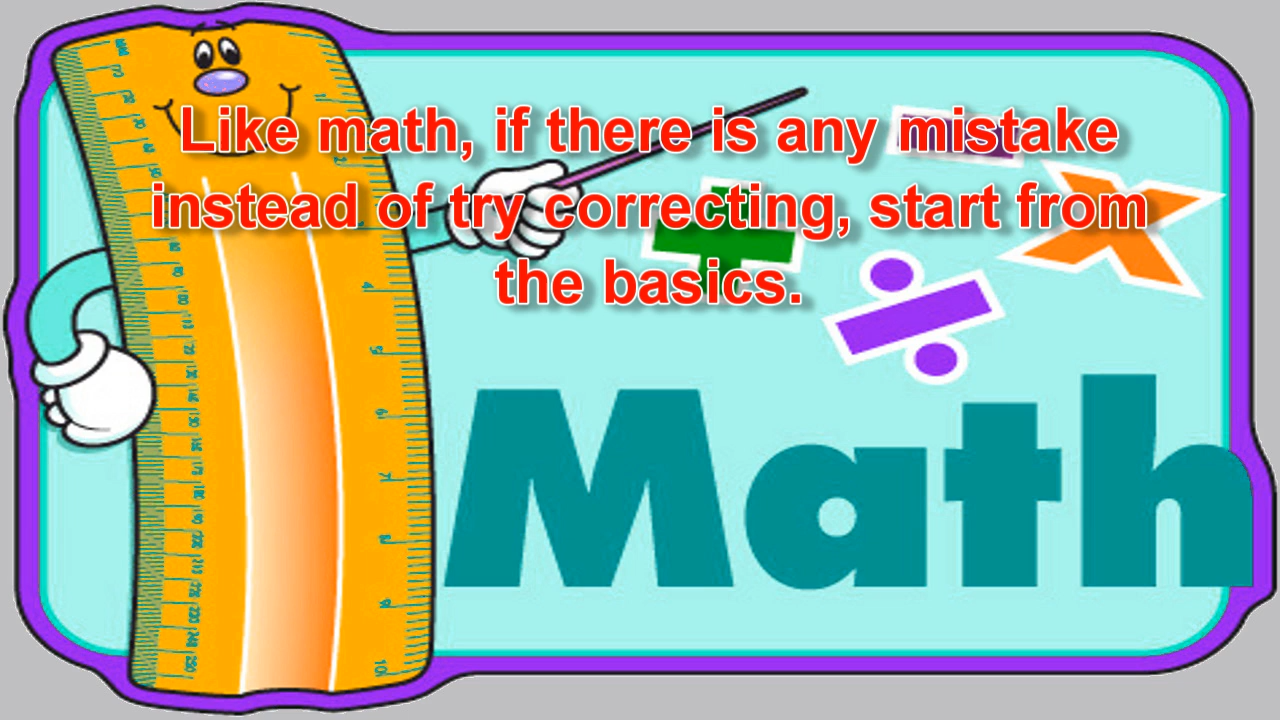 Like math, if there is any mistake
instead of try correcting, start from
the basics.
Math